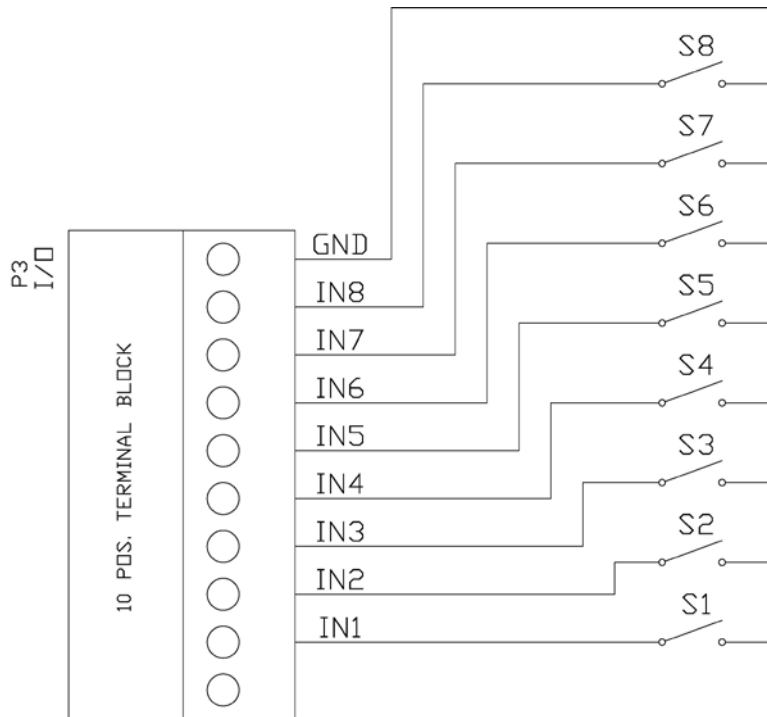 S8
S7
S6
S5
S4
S3
S2
S1
P3
I/O
10 POS. TERMINAL BLOCK
GND
IN8
IN7
IN6
IN5
IN4
IN3
IN2
IN1